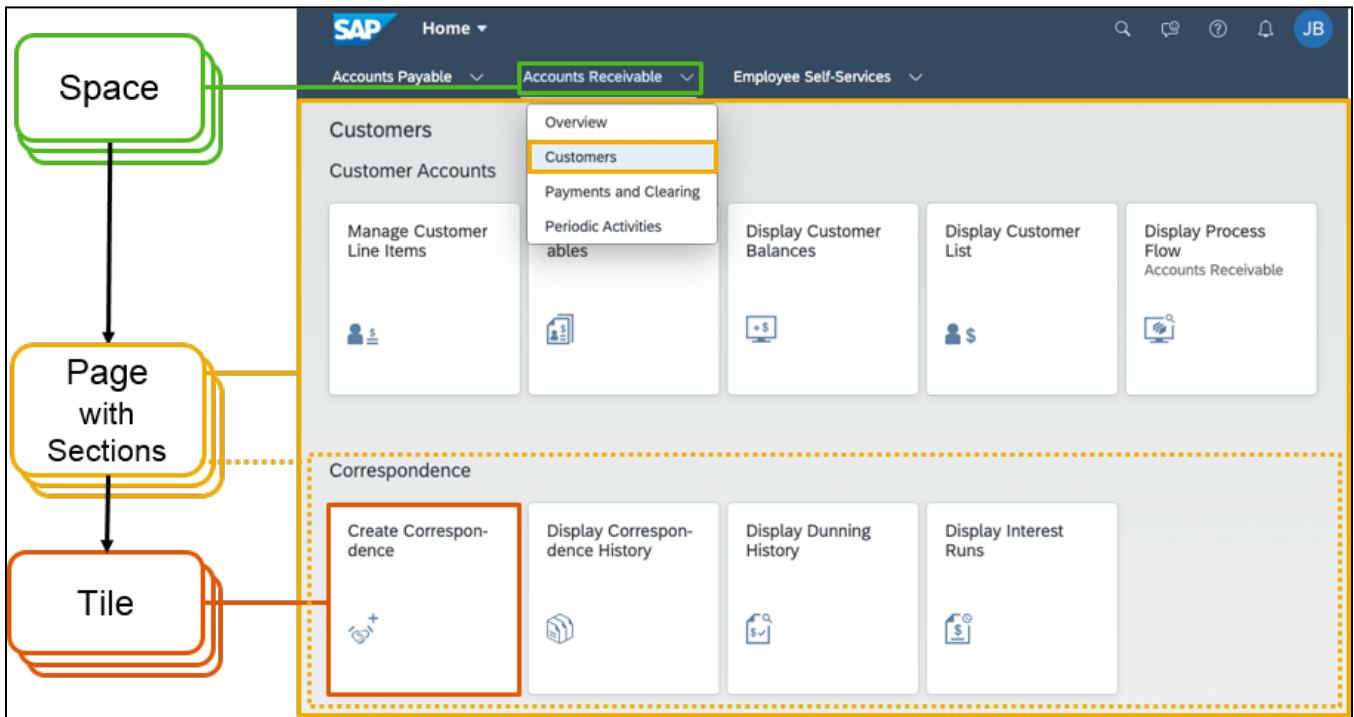 SAP
Home
JB
Space
Accounts Payable
Accounts Receivable
Employee Self-Services
Overview
Customers
Payments and Clearing
Periodic Activities
Customers
Customer Accounts
Manage Customer
Line Items
ables
Display Customer
Balances
Display Customer
List
Display Process
Flow
Accounts Receivable
Page
with
Sections
Correspondence
Create Correspon-
dence
Display Correspon-
dence History
Display Dunning
History
Display Interest
Runs
Tile